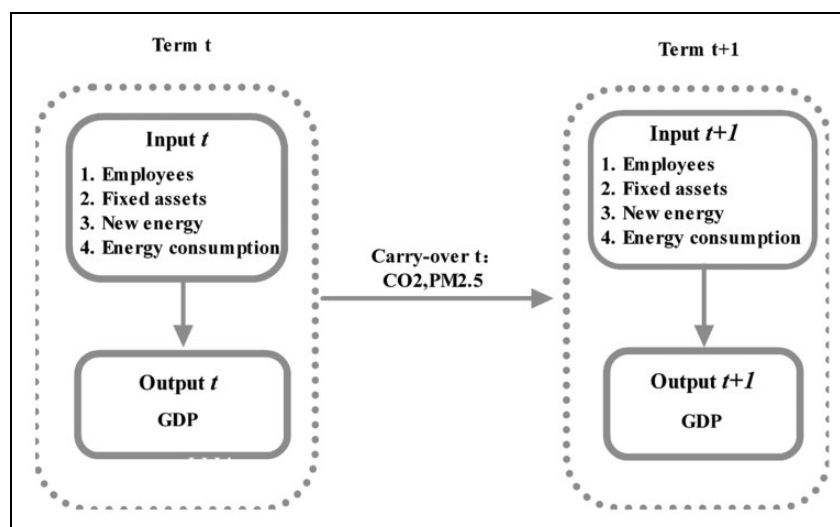 Term t
Input t
1. Employees
2. Fixed assets
3. New energy
4. Energy consumption
Output t
GDP
Carry-over t:
CO2,PM2.5
Term t+1
Input t+1
1. Employees
2. Fixed assets
3. New energy
4. Energy consumption
Output t+1
GDP